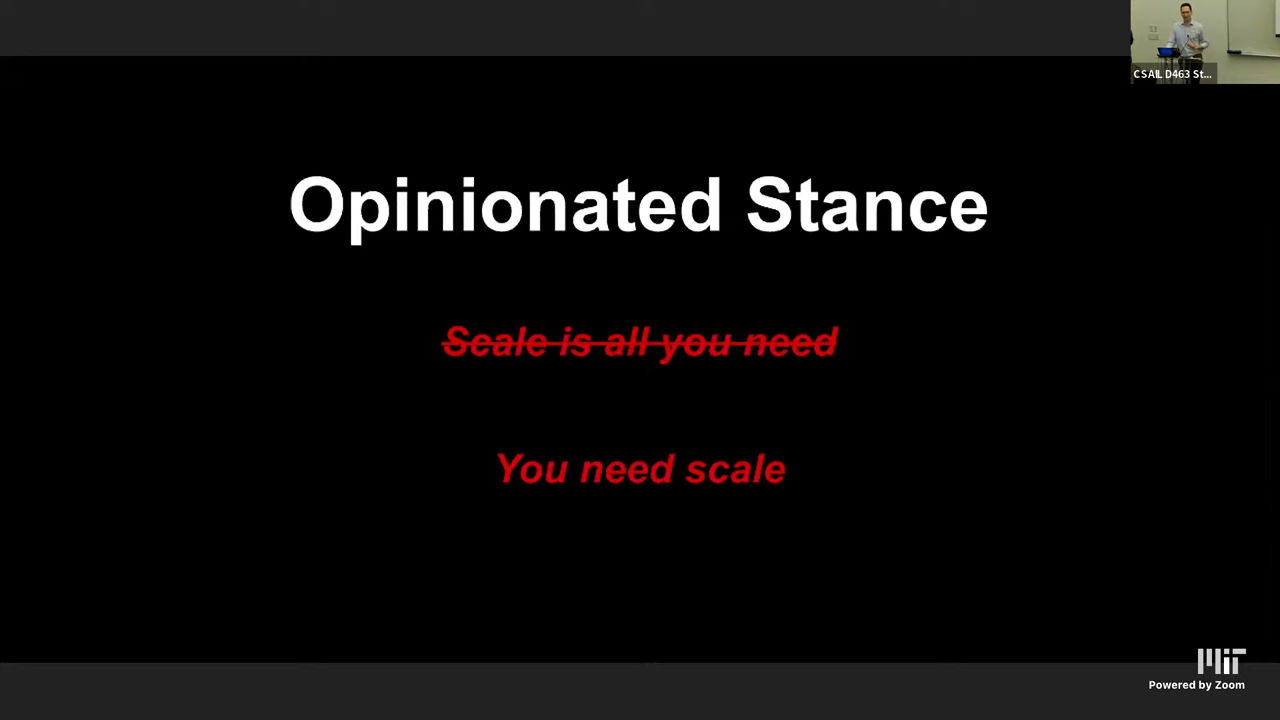 CSAIL D463 St...
Opinionated Stance
Scale is all you need
You need scale
MIT
Powered by Zoom